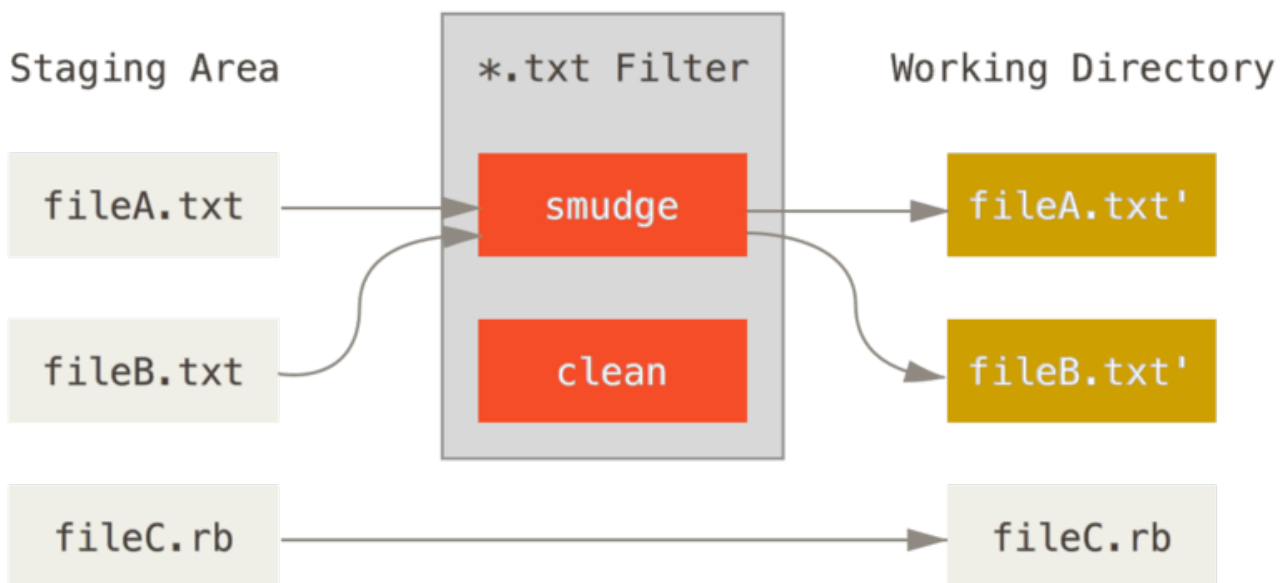 Staging Area
*.txt Filter
Working Directory
fileA.txt
smudge
fileA.txt'
fileB.txt
clean
fileB.txt'
fileC.rb
fileC.rb